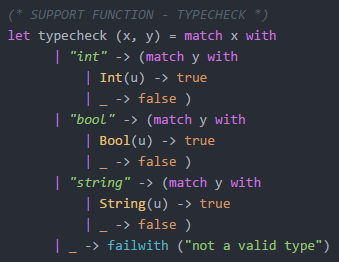 (* SUPPORT FUNCTION - TYPECHECK *)
let typecheck (x, y) = match x with
| "int" -> (match y with
| Int(u) -> true
| _ -> false )
| "bool" -> (match y with
| Bool(u) -> true
| _ -> false )
| "string" -> (match y with
| String(u) -> true
| _ -> false )
| _ -> failwith ("not a valid type")